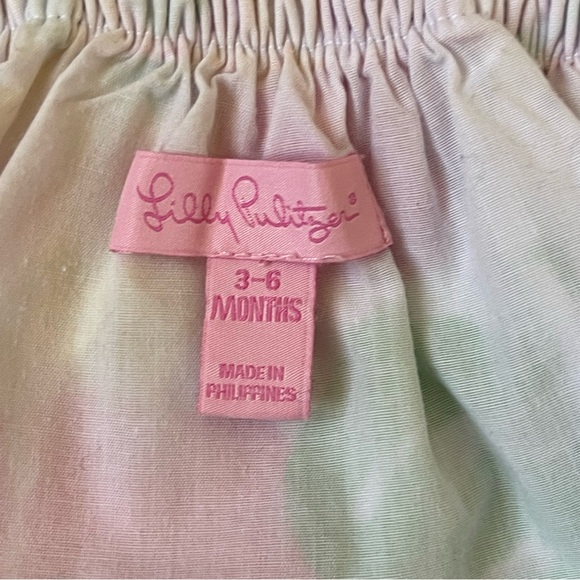 Lilly Pulitzer®
3-6
MONTHS
MADE IN
PHILIPPINES